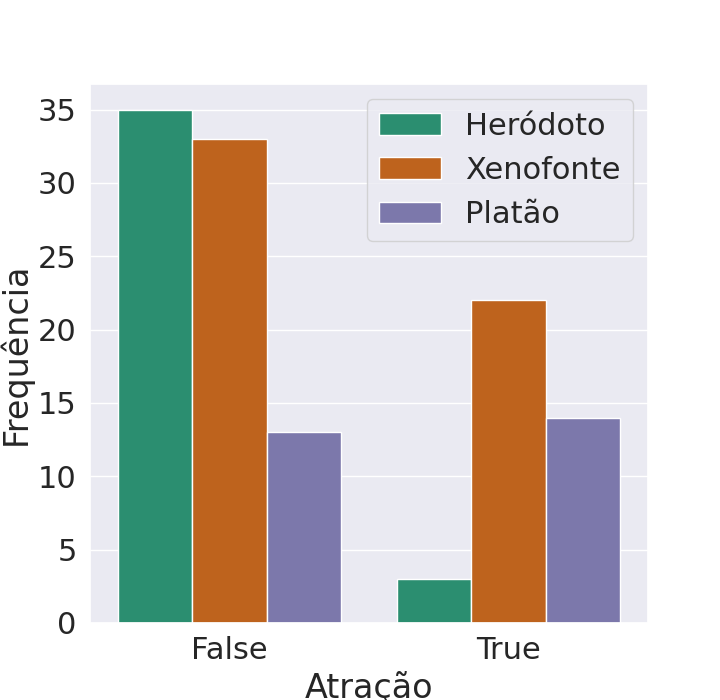 Heródoto
Xenofonte
Platão
35
30
25
20
15
10
5
0
Frequência
False
True
Atração